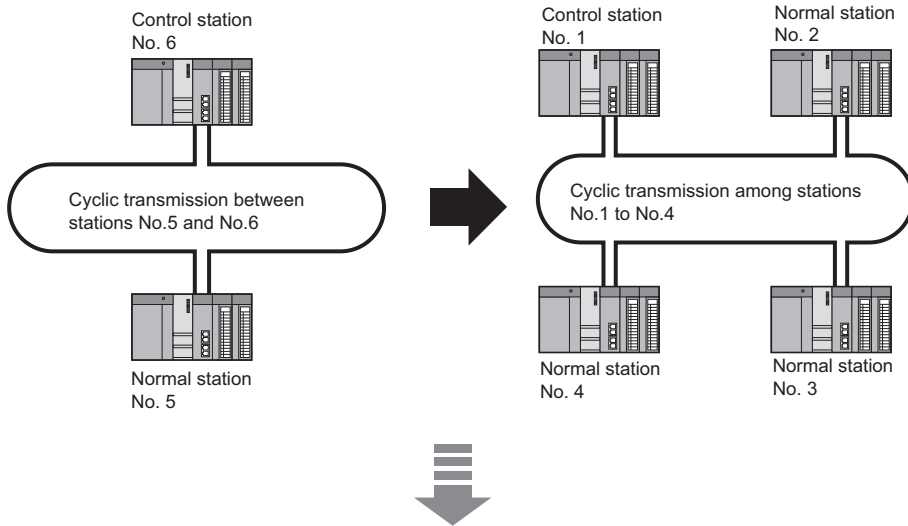 Control station
No. 6
Cyclic transmission between
stations No.5 and No.6
Normal station
No. 5
Control station
No. 1
Normal station
No. 2
Cyclic transmission among stations
No.1 to No.4
Normal station
No. 4
Normal station
No. 3